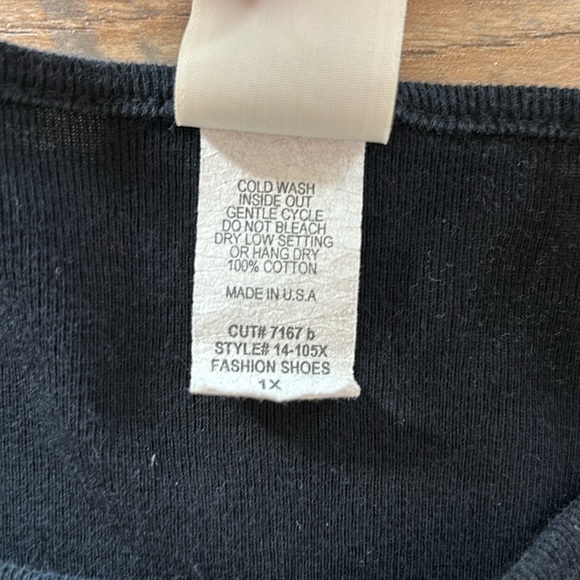 COLD WASH
INSIDE OUT
GENTLE CYCLE
DO NOT BLEACH
DRY LOW SETTING
OR HANG DRY
100% COTTON
MADE IN U.S.A
CUT# 7167 b
STYLE# 14-105X
FASHION SHOES
1X